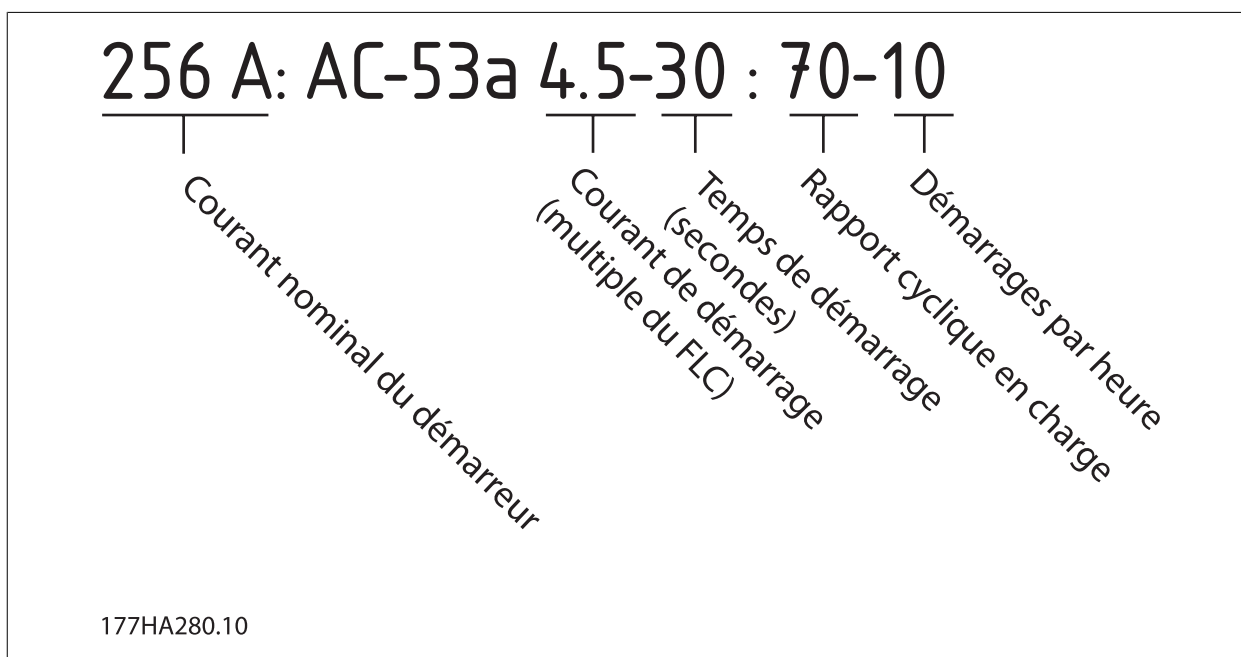 256 A: AC-53a 4.5-30 : 70-10
Courant nominal du démarreur
Courant de démarrage
(multiple du FLC)
Temps de démarrage
(secondes)
Rapport cyclique en charge
Démarrages par heure
177HA280.10